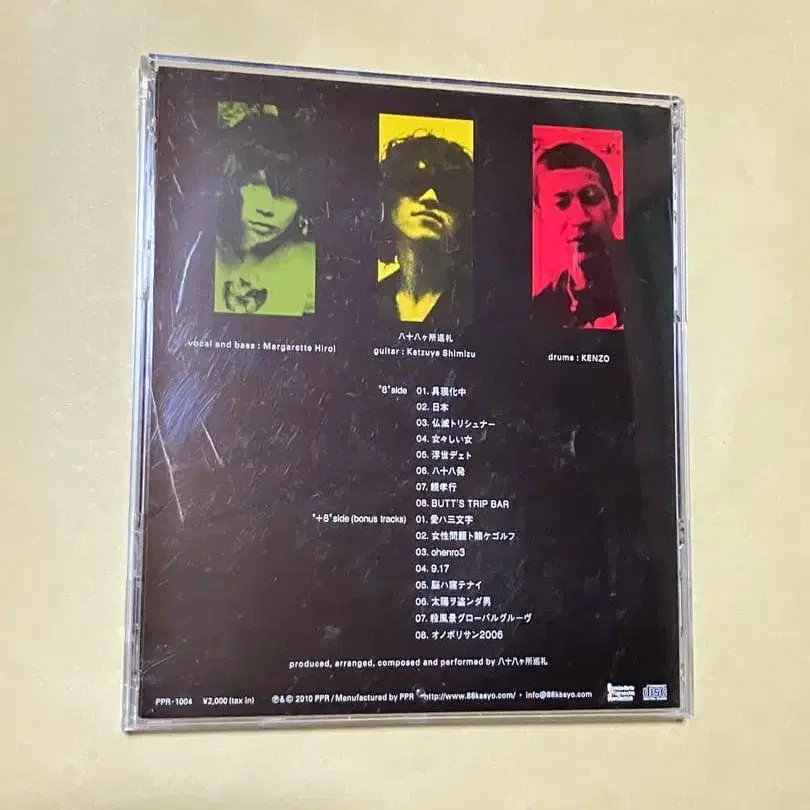 vocal and bass : Margarette Hiroi
八十八ヶ所巡礼
guitar : Katzuya Shimizu
drums : KENZO
"8"side 01. 具現化中
02. 日本
03. 仏滅トリシュナー
04. 女々しい女
05. 浮世デェト
06. 八十八発
07. 親孝行
08. BUTT'S TRIP BAR
"+8"side (bonus tracks) 01. 愛ハ三文字
02. 女性問題ト賭ケゴルフ
03. ohenro3
04. 9.17
05. 脳ハ寝テナイ
06. 太陽ヲ盗ンダ男
07. 殺風景グローバルグルーヴ
08. オノボリサン2006
produced, arranged, composed and performed by 八十八ヶ所巡礼
PPR-1004 ¥2,000 (tax in) ℗&© 2010 PPR / Manufactured by PPR · http://www.88kasyo.com/ · info@88kasyo.com